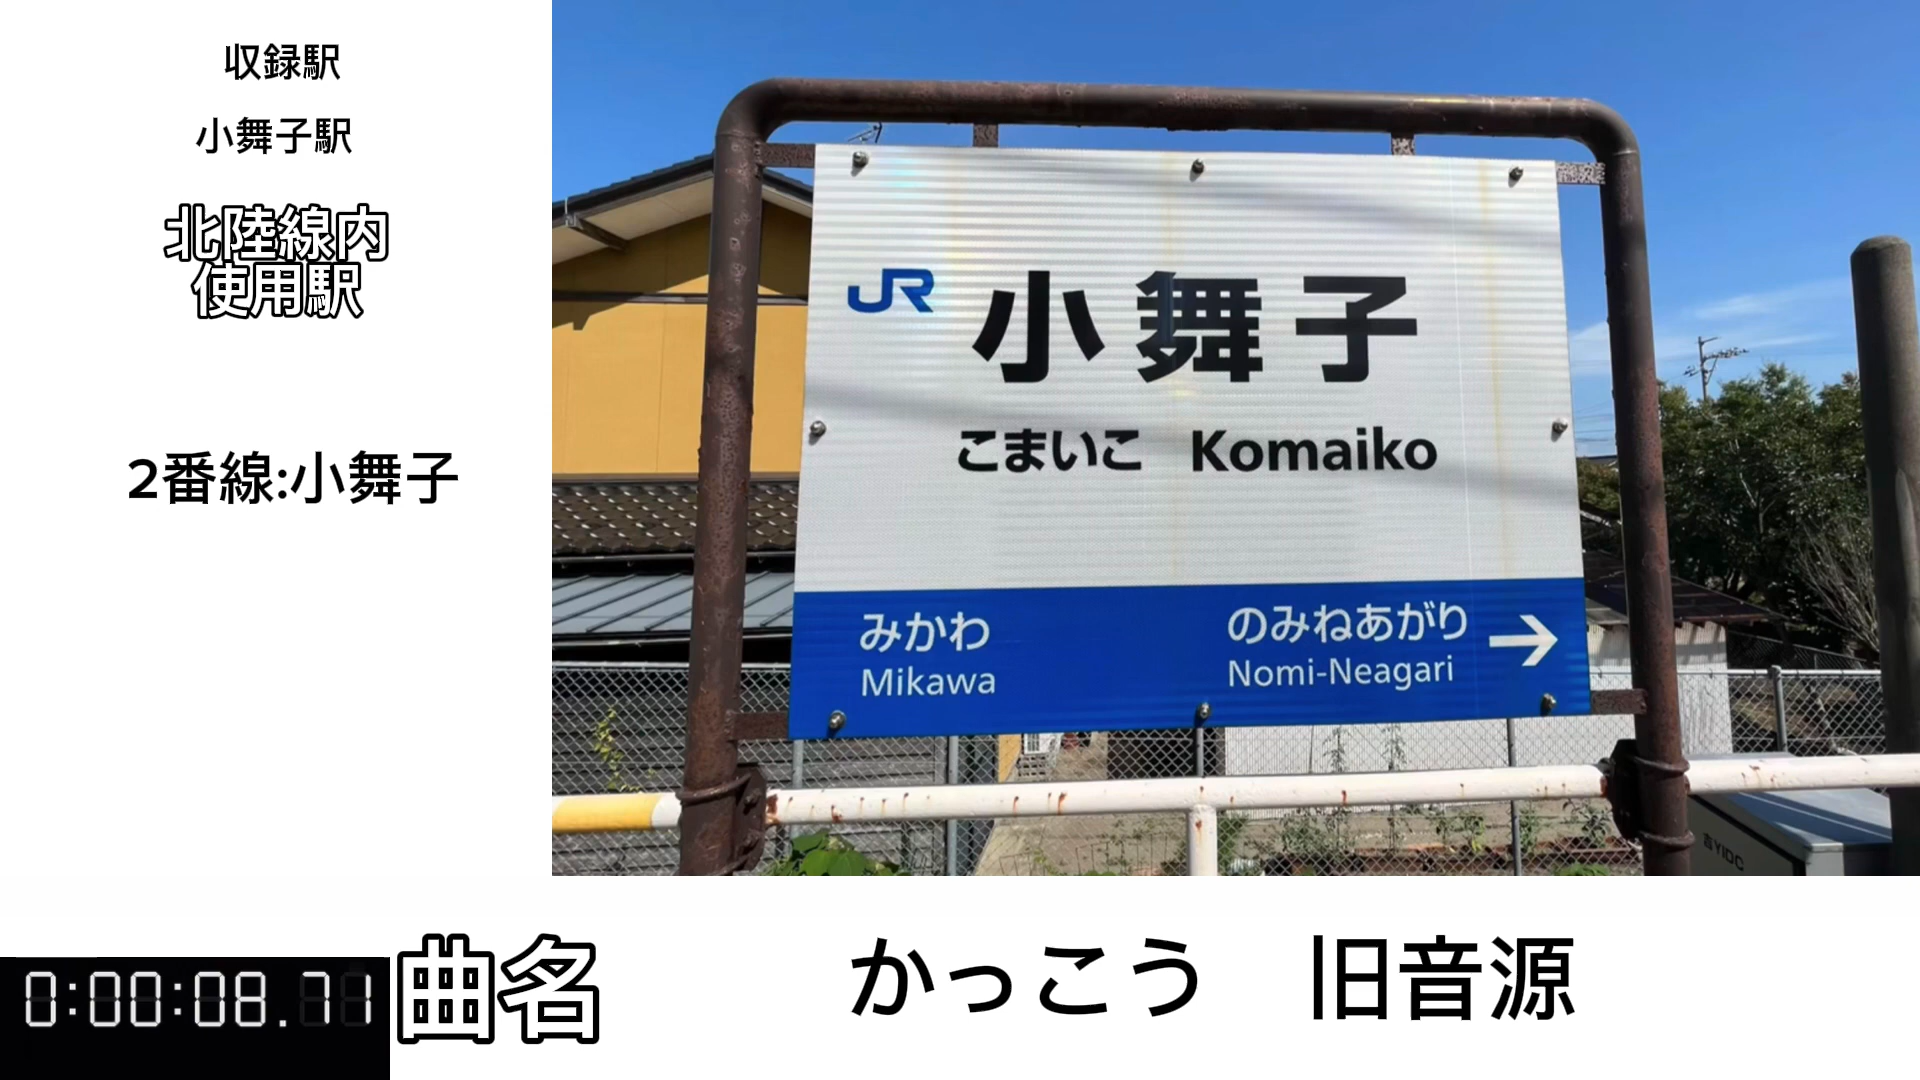 収録駅
小舞子駅
北陸線内
使用駅
2番線:小舞子
JR 小舞子
こまいこ Komaiko
みかわ
Mikawa
のみねあがり →
Nomi-Neagari
0:00:08.71
曲名
かっこう 旧音源